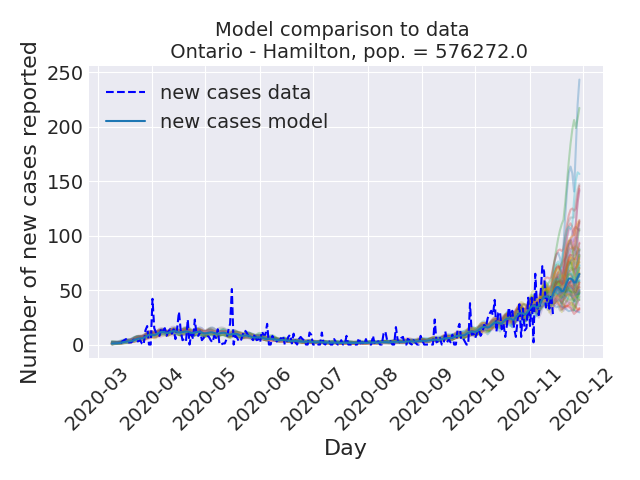 Model comparison to data
Ontario - Hamilton, pop. = 576272.0
250
200
150
100
50
0
Number of new cases reported
new cases data
new cases model
2020-03
2020-04
2020-05
2020-06
2020-07
2020-08
2020-09
2020-10
2020-11
2020-12
Day